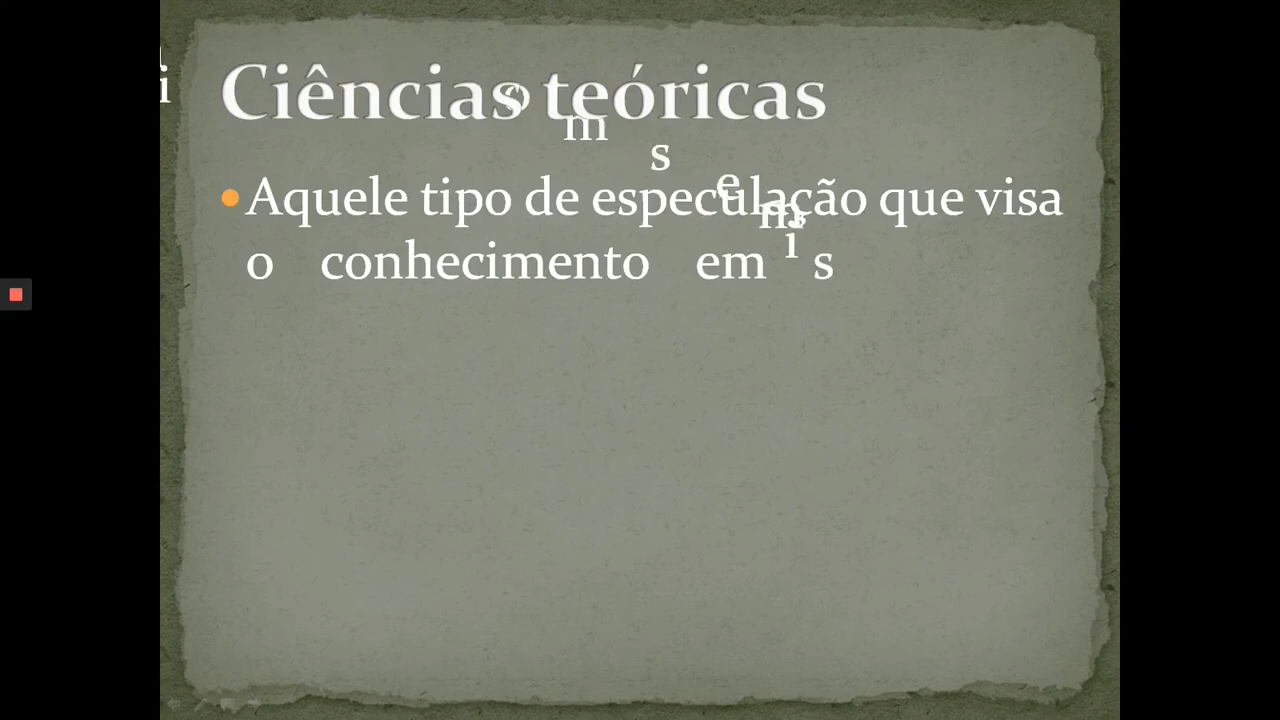 Ciências teóricas
Aquele tipo de especulação que visa
o conhecimento em s